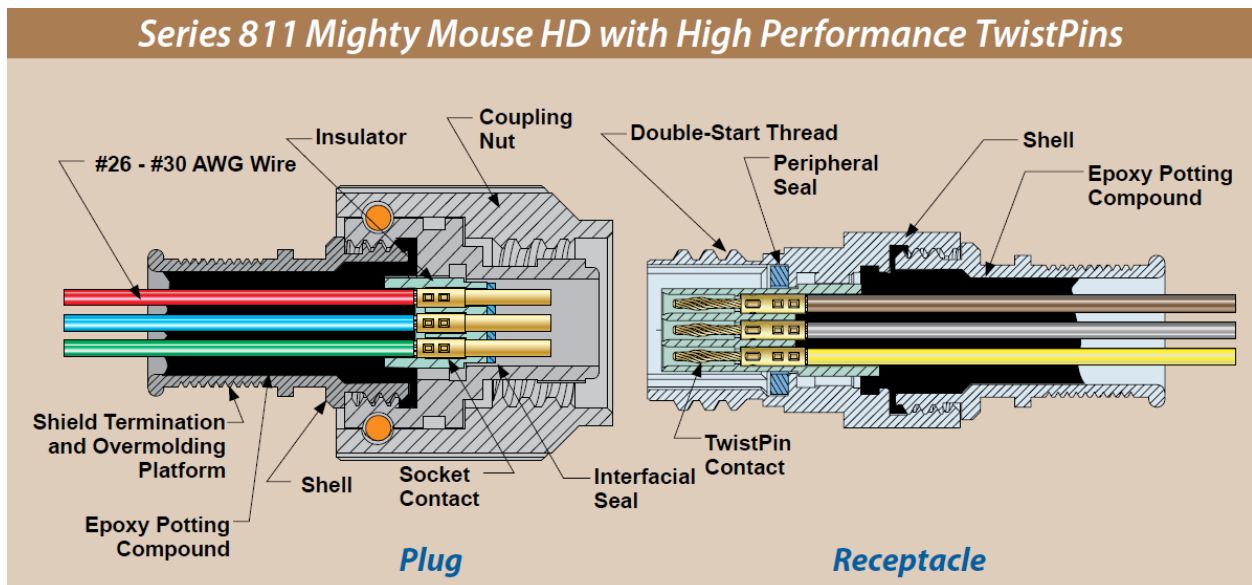 Series 811 Mighty Mouse HD with High Performance TwistPins
#26 - #30 AWG Wire
Insulator
Coupling
Nut
Shield Termination
and Overmolding
Platform
Epoxy Potting
Compound
Shell
Socket
Contact
Interfacial
Seal
Plug
Double-Start Thread
Peripheral
Seal
Shell
Epoxy Potting
Compound
TwistPin
Contact
Receptacle